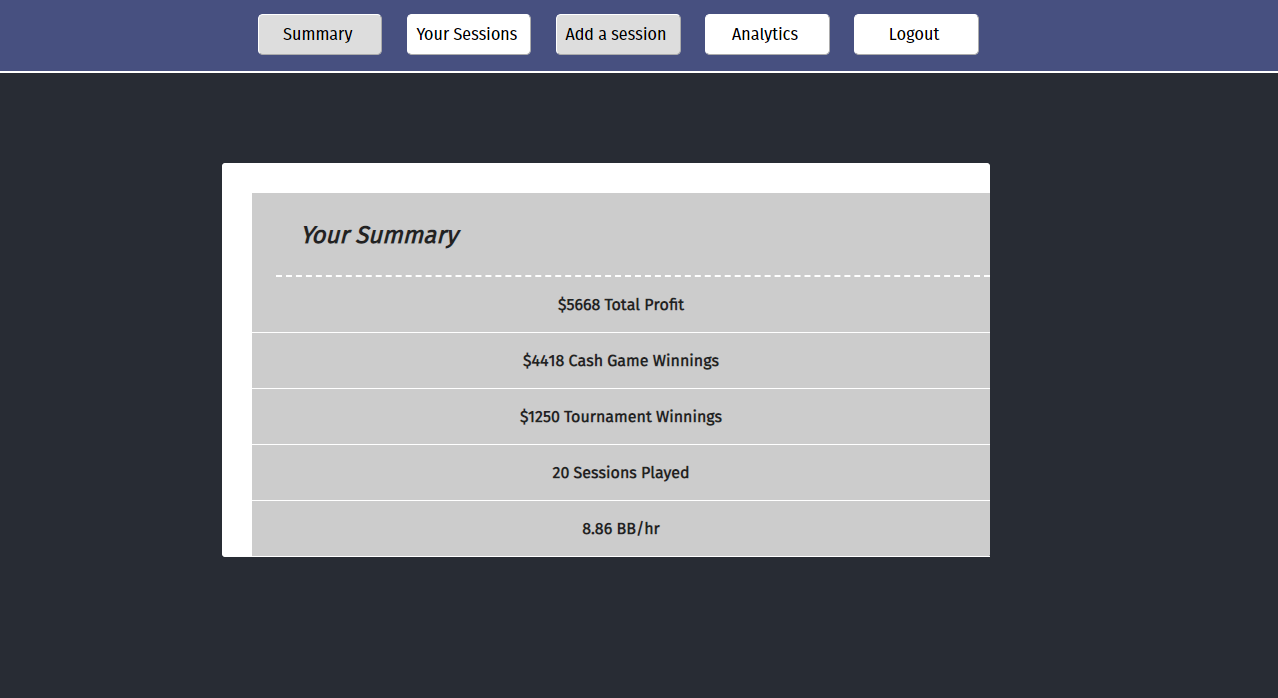 Summary Your Sessions Add a session Analytics Logout
Your Summary
$5668 Total Profit
$4418 Cash Game Winnings
$1250 Tournament Winnings
20 Sessions Played
8.86 BB/hr